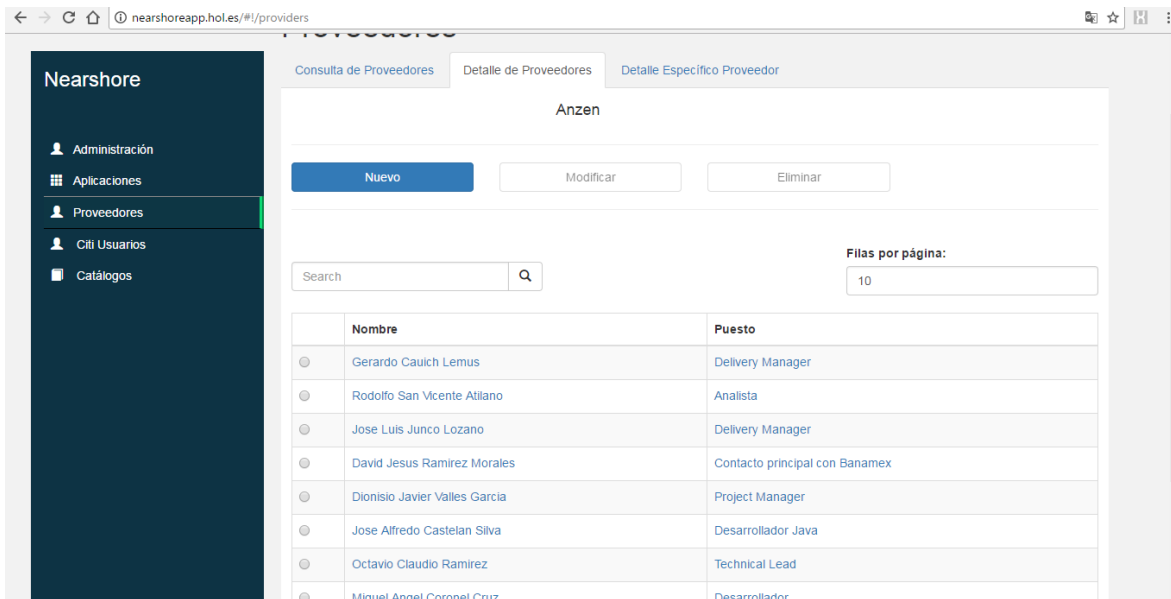 nearshoreapp.hol.es/#!/providers
Proveedores
Nearshore
Administración
Aplicaciones
Proveedores
Citi Usuarios
Catálogos
Consulta de Proveedores Detalle de Proveedores Detalle Específico Proveedor
Anzen
Nuevo Modificar Eliminar
Filas por página:
Search 10
Nombre Puesto
Gerardo Cauich Lemus Delivery Manager
Rodolfo San Vicente Atilano Analista
Jose Luis Junco Lozano Delivery Manager
David Jesus Ramirez Morales Contacto principal con Banamex
Dionisio Javier Valles Garcia Project Manager
Jose Alfredo Castelan Silva Desarrollador Java
Octavio Claudio Ramirez Technical Lead
Miguel Angel Coronel Cruz Desarrollador